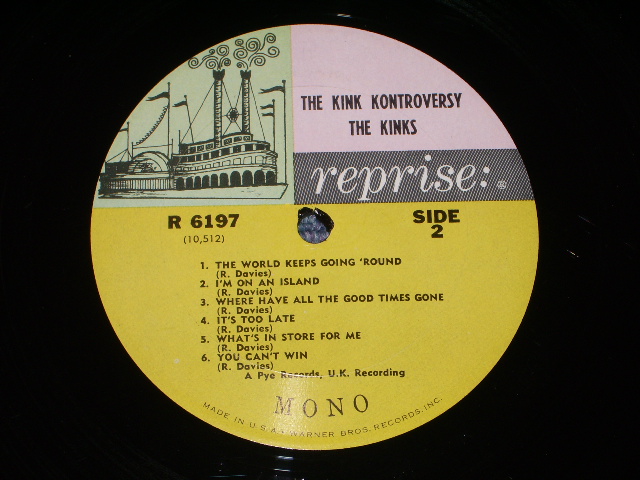 THE KINK KONTROVERSY
THE KINKS
reprise:®
R 6197
(10,512)
SIDE
2
1. THE WORLD KEEPS GOING 'ROUND
(R. Davies)
2. I'M ON AN ISLAND
(R. Davies)
3. WHERE HAVE ALL THE GOOD TIMES GONE
(R. Davies)
4. IT'S TOO LATE
(R. Davies)
5. WHAT'S IN STORE FOR ME
(R. Davies)
6. YOU CAN'T WIN
(R. Davies)
A Pye Records, U.K. Recording
MONO
MADE IN U.S.A. WARNER BROS. RECORDS, INC.